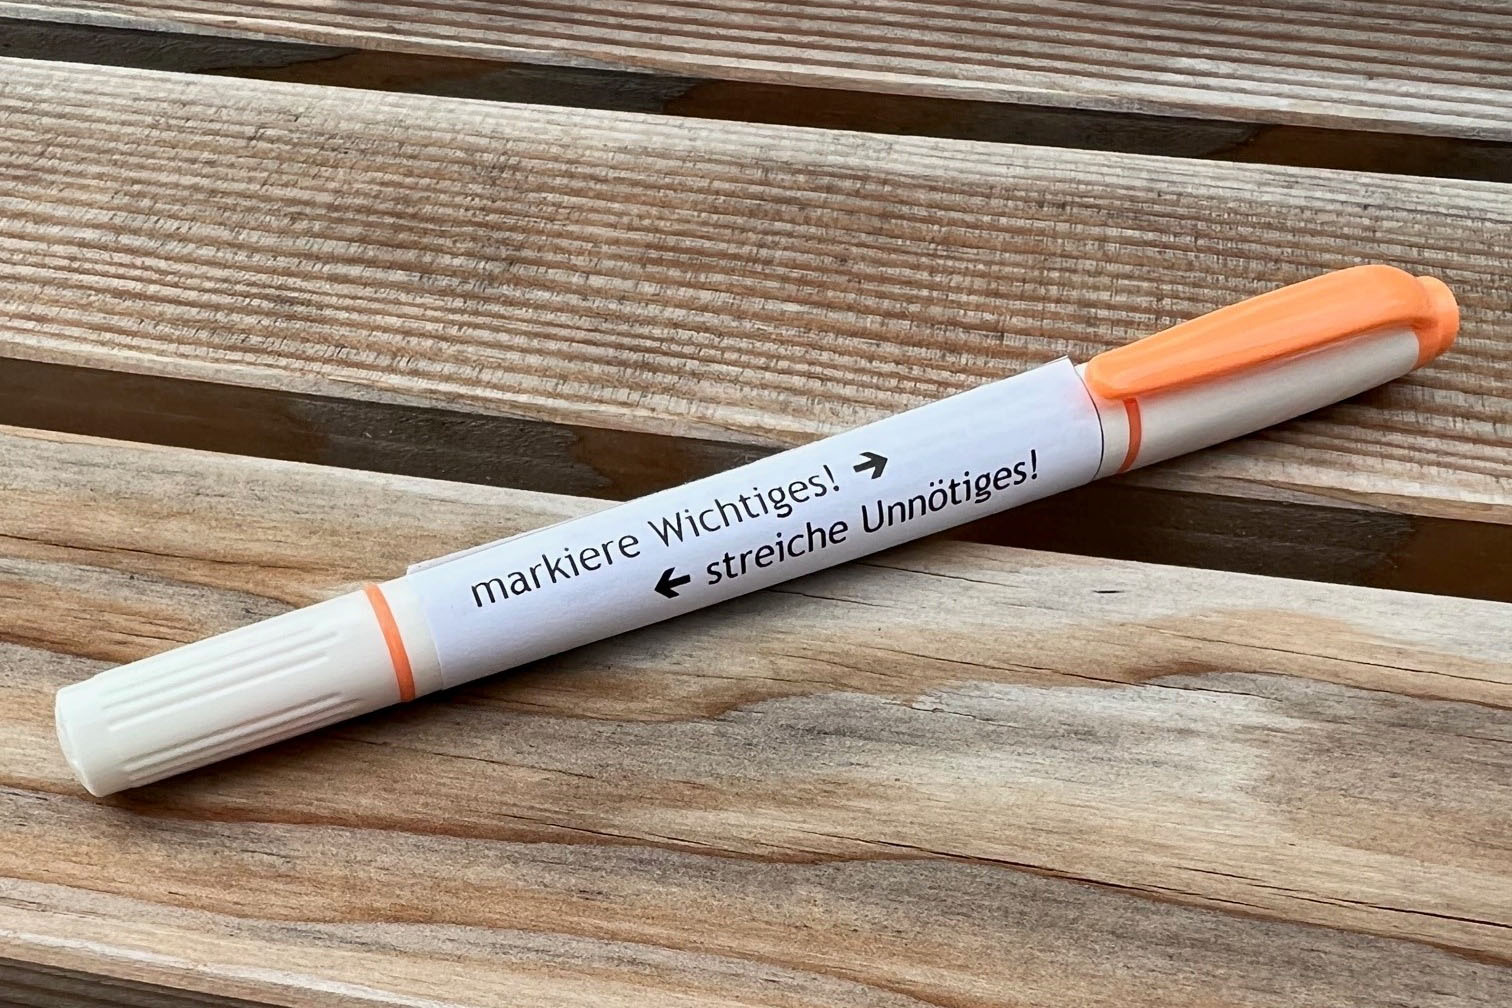 markiere Wichtiges! →
← streiche Unnötiges!